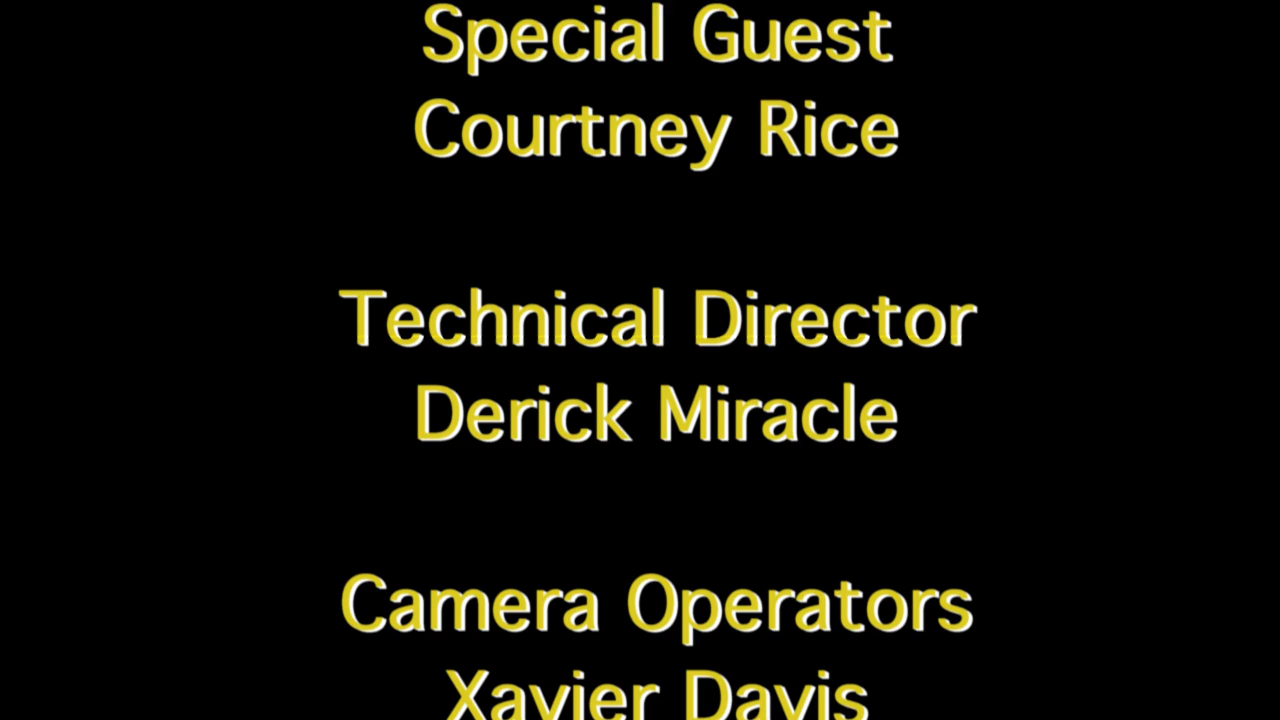 Special Guest
Courtney Rice
Technical Director
Derick Miracle
Camera Operators
Xavier Davis